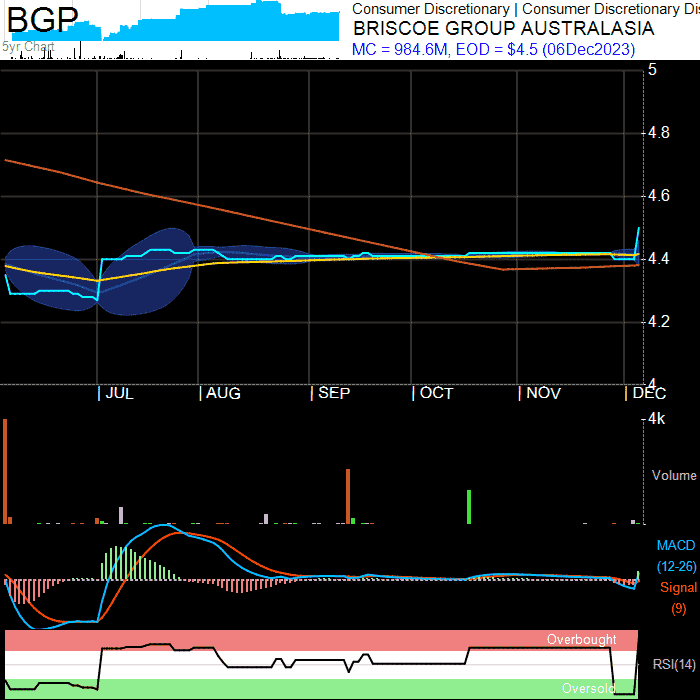 BGP
5yr Chart
Consumer Discretionary | Consumer Discretionary Dis
BRISCOE GROUP AUSTRALASIA
MC = 984.6M, EOD = $4.5 (06Dec2023)
5
4.8
4.6
4.4
4.2
4
| JUL | AUG | SEP | OCT | NOV | DEC
4k
Volume
MACD
(12-26)
Signal
(9)
Overbought
RSI(14)
Oversold